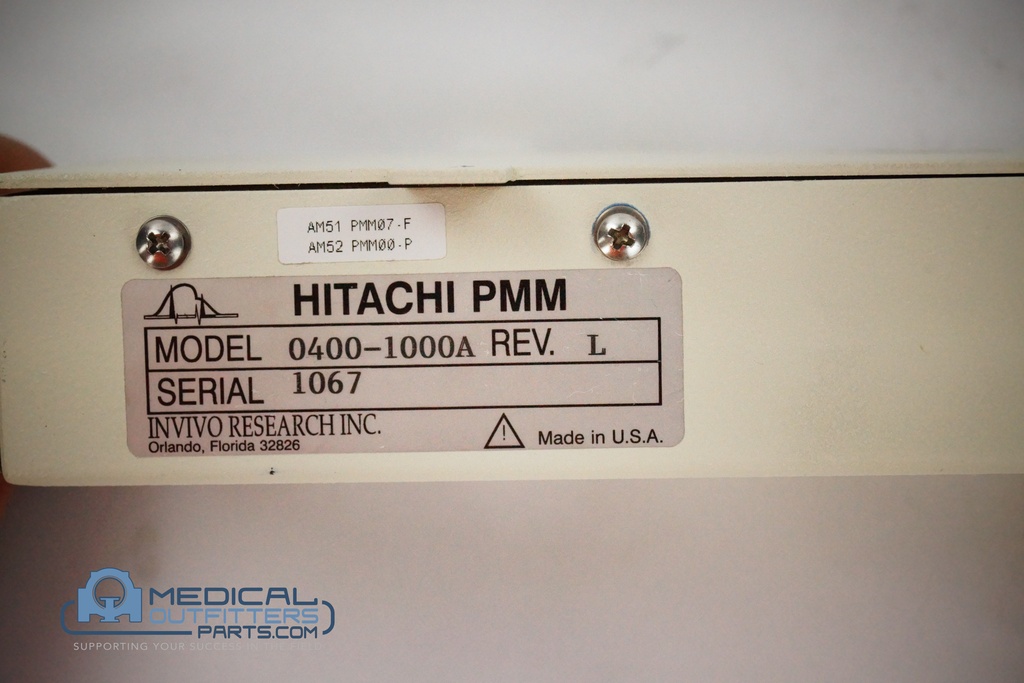 AM51 PMM07-F
AM52 PMM00-P
HITACHI PMM
MODEL 0400-1000A REV. L
SERIAL 1067
INVIVO RESEARCH INC.
Orlando, Florida 32826
! Made in U.S.A.
MEDICAL
OUTFITTERS
PARTS.COM
SUPPORTING YOUR SUCCESS